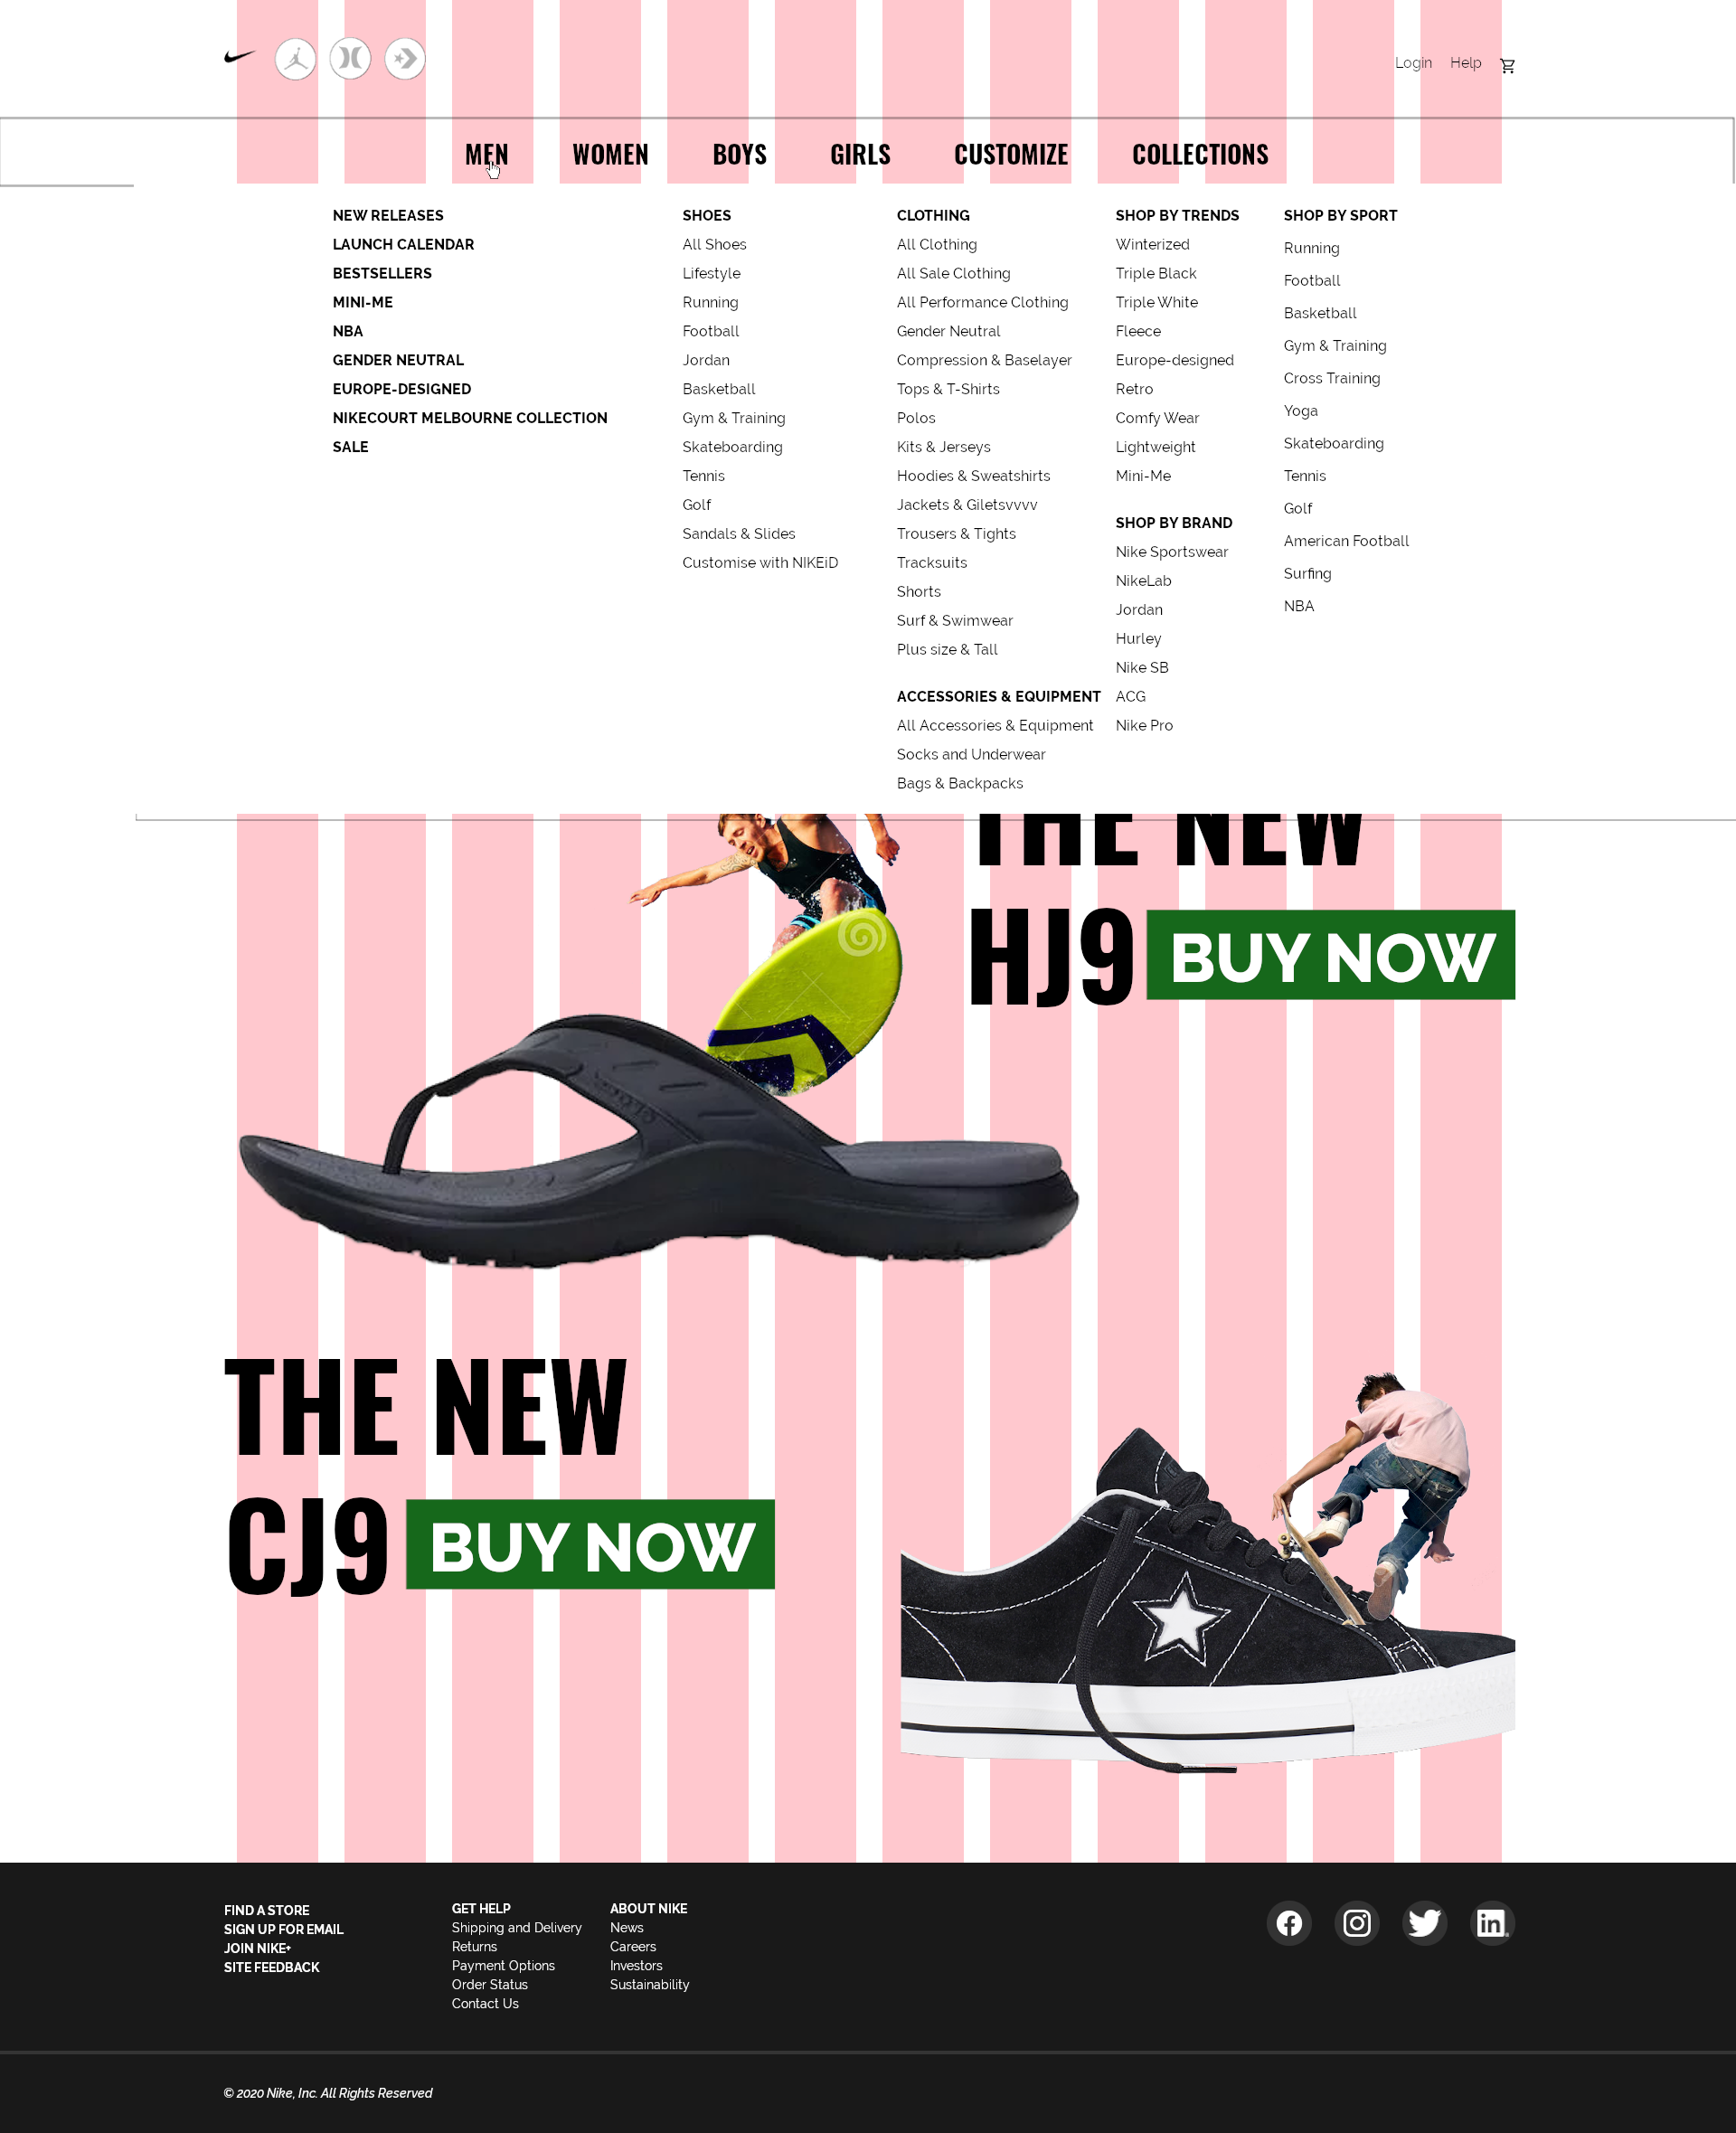 Login Help
MEN WOMEN BOYS GIRLS CUSTOMIZE COLLECTIONS
NEW RELEASES
LAUNCH CALENDAR
BESTSELLERS
MINI-ME
NBA
GENDER NEUTRAL
EUROPE-DESIGNED
NIKECOURT MELBOURNE COLLECTION
SALE
SHOES
All Shoes
Lifestyle
Running
Football
Jordan
Basketball
Gym & Training
Skateboarding
Tennis
Golf
Sandals & Slides
Customise with NIKEiD
CLOTHING
All Clothing
All Sale Clothing
All Performance Clothing
Gender Neutral
Compression & Baselayer
Tops & T-Shirts
Polos
Kits & Jerseys
Hoodies & Sweatshirts
Jackets & Giletsvvvv
Trousers & Tights
Tracksuits
Shorts
Surf & Swimwear
Plus size & Tall
ACCESSORIES & EQUIPMENT
All Accessories & Equipment
Socks and Underwear
Bags & Backpacks
SHOP BY TRENDS
Winterized
Triple Black
Triple White
Fleece
Europe-designed
Retro
Comfy Wear
Lightweight
Mini-Me
SHOP BY BRAND
Nike Sportswear
NikeLab
Jordan
Hurley
Nike SB
ACG
Nike Pro
SHOP BY SPORT
Running
Football
Basketball
Gym & Training
Cross Training
Yoga
Skateboarding
Tennis
Golf
American Football
Surfing
NBA
THE NEW
HJ9 BUY NOW
THE NEW
CJ9 BUY NOW
FIND A STORE
SIGN UP FOR EMAIL
JOIN NIKE+
SITE FEEDBACK
GET HELP
Shipping and Delivery
Returns
Payment Options
Order Status
Contact Us
ABOUT NIKE
News
Careers
Investors
Sustainability
in
© 2020 Nike, Inc. All Rights Reserved